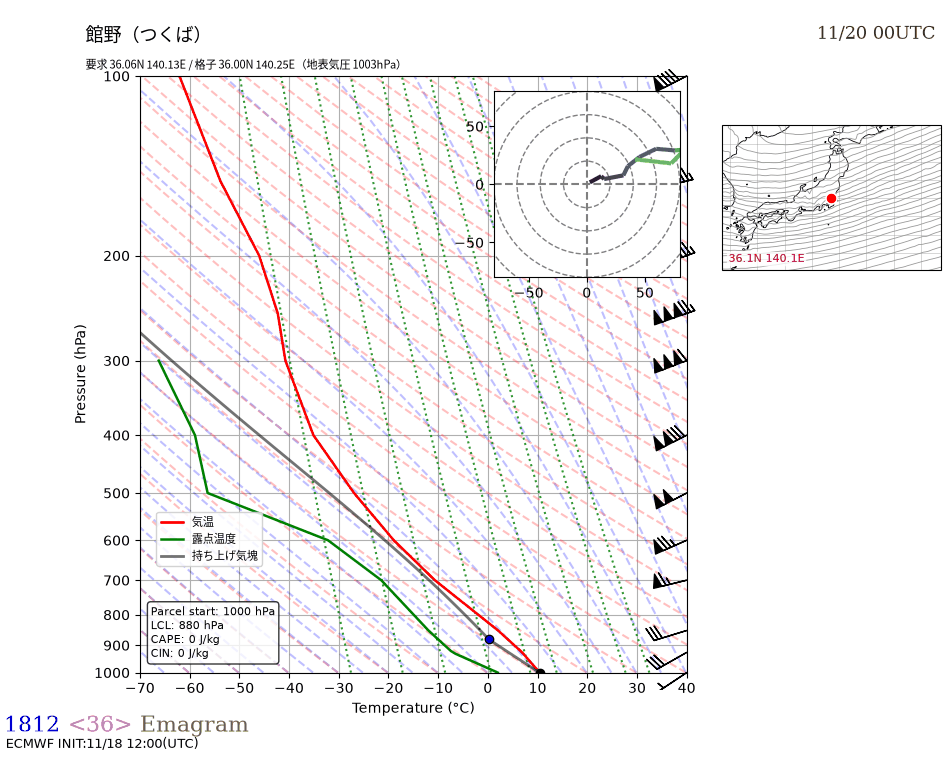 館野（つくば）
11/20 00UTC
要求 36.06N 140.13E / 格子 36.00N 140.25E（地表気圧 1003hPa）
100
200
300
400
500
600
700
800
900
1000
Pressure (hPa)
50
0
−50
−50 0 50
36.1N 140.1E
気温
露点温度
持ち上げ気塊
Parcel start: 1000 hPa
LCL: 880 hPa
CAPE: 0 J/kg
CIN: 0 J/kg
−70 −60 −50 −40 −30 −20 −10 0 10 20 30 40
Temperature (°C)
1812 <36> Emagram
ECMWF INIT:11/18 12:00(UTC)